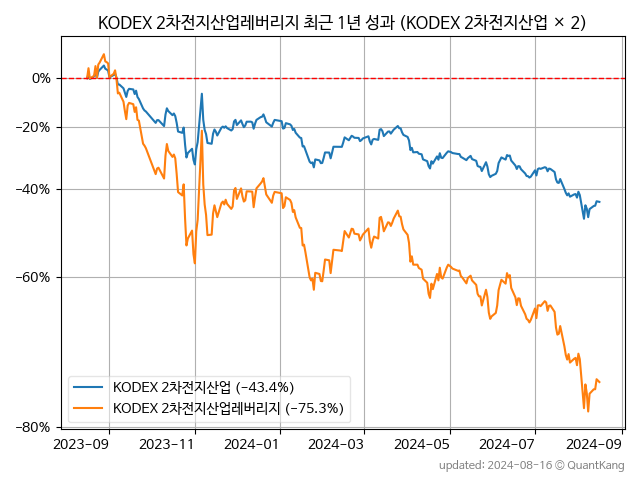 KODEX 2차전지산업레버리지 최근 1년 성과 (KODEX 2차전지산업 × 2)
0%
−20%
−40%
−60%
−80%
KODEX 2차전지산업 (−43.4%)
KODEX 2차전지산업레버리지 (−75.3%)
2023−09 2023−11 2024−01 2024−03 2024−05 2024−07 2024−09
updated: 2024-08-16 © QuantKang